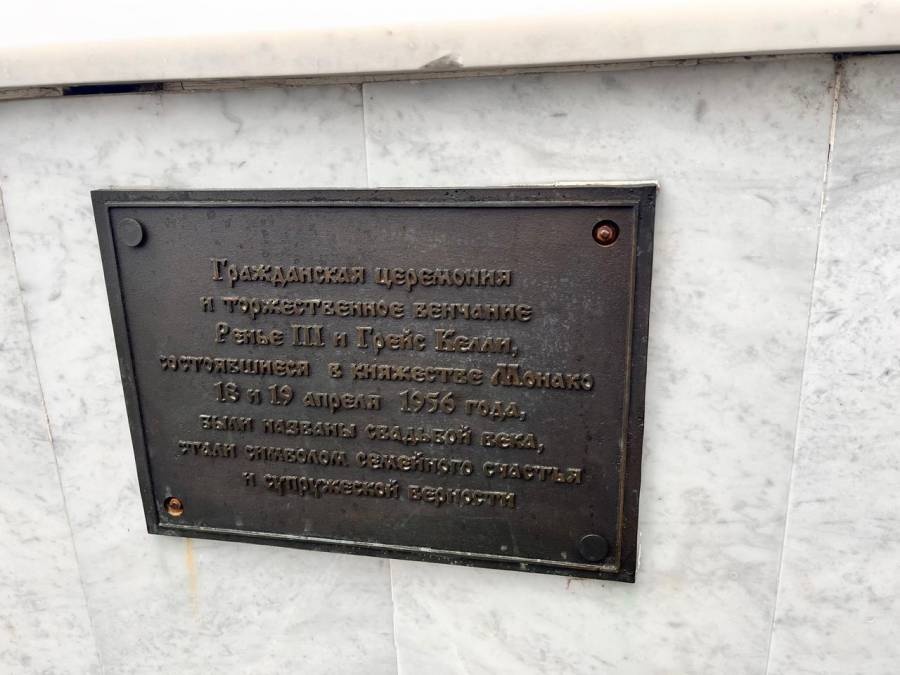 Гражданская церемония
и торжественное венчание
Ренье III и Грейс Келли,
состоявшиеся в княжестве Монако
18 и 19 апреля 1956 года,
были названы свадьбой века,
стали символом семейного счастья
и супружеской верности